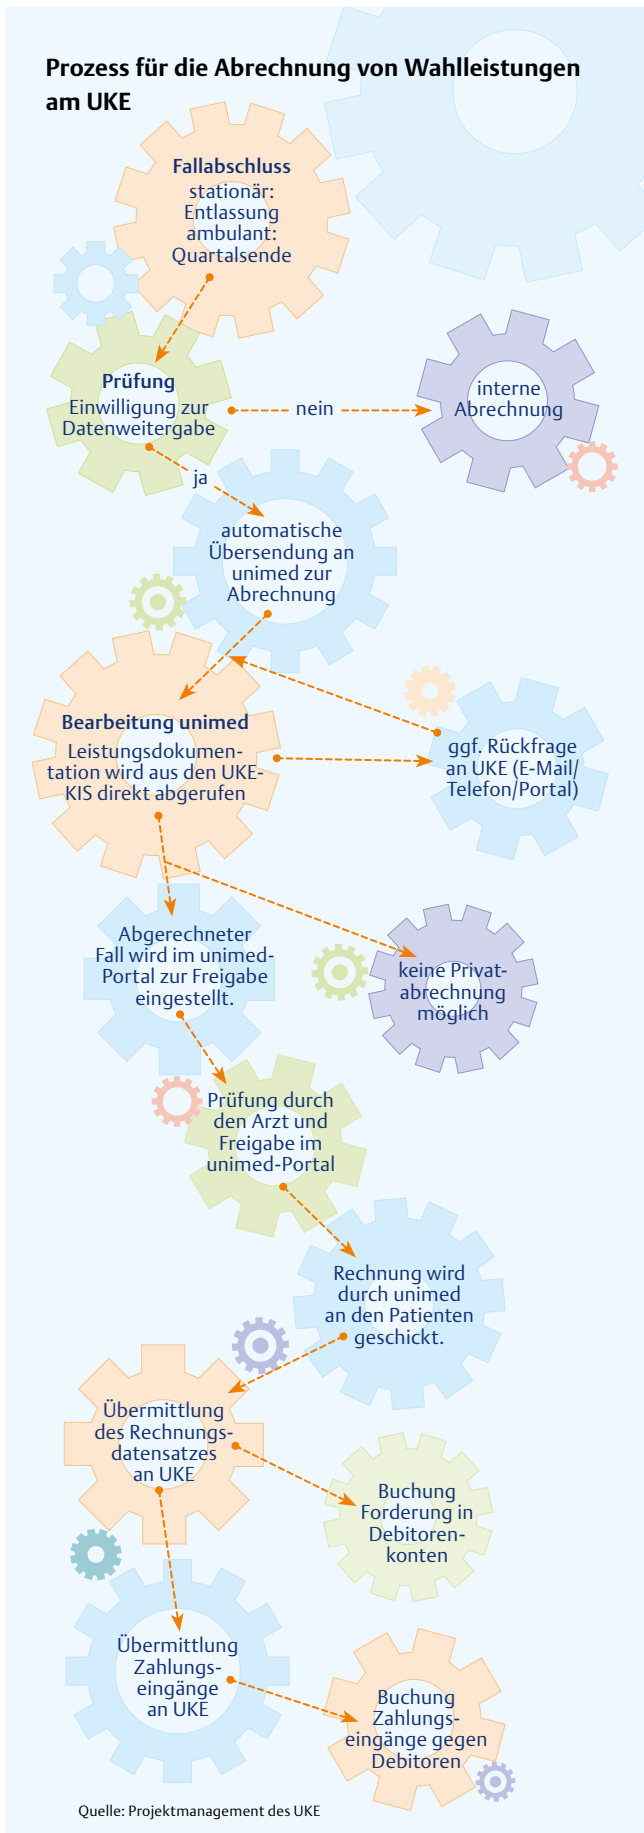 Prozess für die Abrechnung von Wahlleistungen
am UKE
Fallabschluss
stationär:
Entlassung
ambulant:
Quartalsende
Prüfung
Einwilligung zur
Datenweitergabe
nein
interne
Abrechnung
ja
automatische
Übersendung an
unimed zur
Abrechnung
Bearbeitung unimed
Leistungsdokumen-
tation wird aus den UKE-
KIS direkt abgerufen
ggf. Rückfrage
an UKE (E-Mail/
Telefon/Portal)
Abgerechneter
Fall wird im unimed-
Portal zur Freigabe
eingestellt.
keine Privat-
abrechnung
möglich
Prüfung durch
den Arzt und
Freigabe im
unimed-Portal
Rechnung wird
durch unimed
an den Patienten
geschickt.
Übermittlung
des Rechnungs-
datensatzes
an UKE
Buchung
Forderung in
Debitoren-
konten
Übermittlung
Zahlungs-
eingänge
an UKE
Buchung
Zahlungs-
eingänge gegen
Debitoren
Quelle: Projektmanagement des UKE